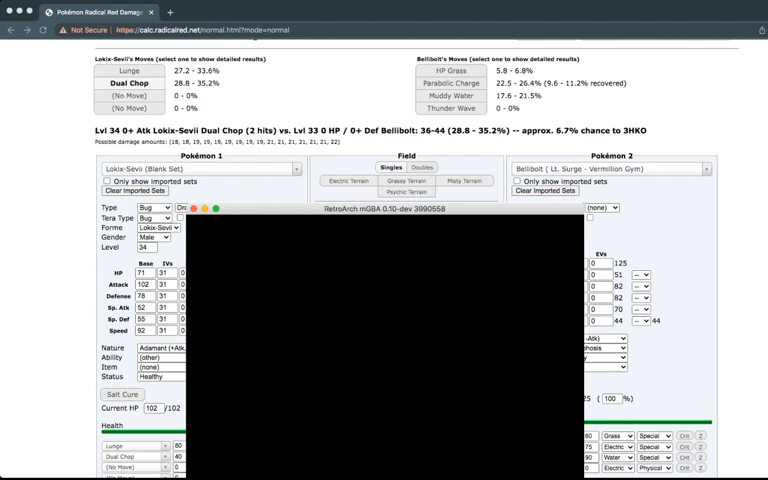 Pokémon Radical Red Damage
Not Secure https://calc.radicalred.net/normal.html?mode=normal
Lokix-Sevii's Moves (select one to show detailed results)
Lunge 27.2 - 33.6%
Dual Chop 28.8 - 35.2%
(No Move) 0 - 0%
(No Move) 0 - 0%
Bellibolt's Moves (select one to show detailed results)
HP Grass 5.8 - 6.8%
Parabolic Charge 22.5 - 26.4% (9.6 - 11.2% recovered)
Muddy Water 17.6 - 21.5%
Thunder Wave 0 - 0%
Lvl 34 0+ Atk Lokix-Sevii Dual Chop (2 hits) vs. Lvl 33 0 HP / 0+ Def Bellibolt: 36-44 (28.8 - 35.2%) -- approx. 6.7% chance to 3HKO
Possible damage amounts: (18, 18, 19, 19, 19, 19, 19, 19, 19, 21, 21, 21, 21, 21, 21, 22)
Pokémon 1
Lokix-Sevii (Blank Set)
Only show imported sets
Clear Imported Sets
Type Bug Dra
Tera Type Bug
Forme Lokix-Sevii
Gender Male
Level 34
Base IVs
HP 71 31 0
Attack 102 31 0
Defense 78 31 0
Sp. Atk 52 31 0
Sp. Def 55 31 0
Speed 92 31 0
Nature Adamant (+Atk,
Ability (other)
Item (none)
Status Healthy
Salt Cure
Current HP 102 /102
Health
Lunge 80
Dual Chop 40
(No Move) 0
Field
Singles Doubles
Electric Terrain Grassy Terrain Misty Terrain
Psychic Terrain
RetroArch mGBA 0.10-dev 3990558
Pokémon 2
Bellibolt ( Lt. Surge - Vermilion Gym)
Only show imported sets
Clear Imported Sets
(none)
EVs
0 125
0 51 --
0 82 --
0 82 --
0 70 --
0 44 -- 44
-Atk)
phosis
25 ( 100 %)
60 Grass Special Crit Z
75 Electric Special Crit Z
90 Water Special Crit Z
0 Electric Physical Crit Z